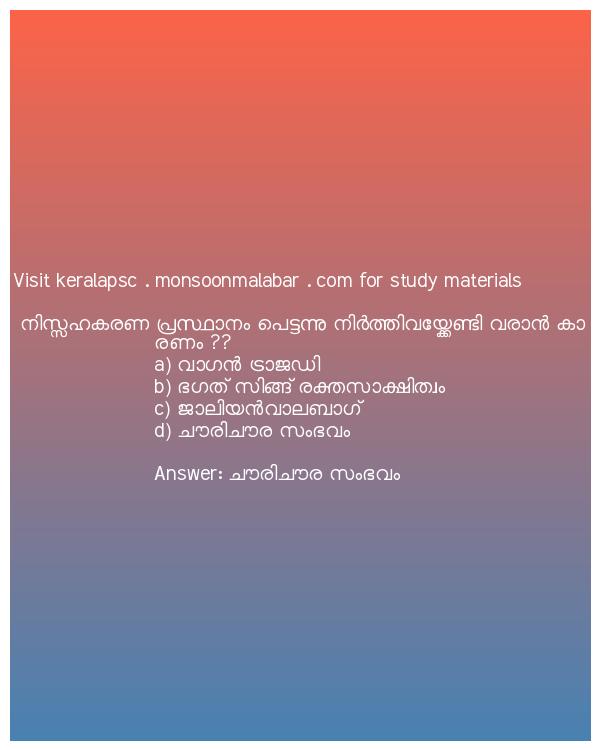 Visit keralapsc . monsoonmalabar . com for study materials
നിസ്സഹകരണ പ്രസ്ഥാനം പെട്ടന്നു നിർത്തിവയ്ക്കേണ്ടി വരാൻ കാ
രണം ??
a) വാഗൻ ട്രാജഡി
b) ഭഗത് സിങ്ങ് രക്തസാക്ഷിത്വം
c) ജാലിയൻവാലബാഗ്
d) ചൗരിചൗര സംഭവം
Answer: ചൗരിചൗര സംഭവം